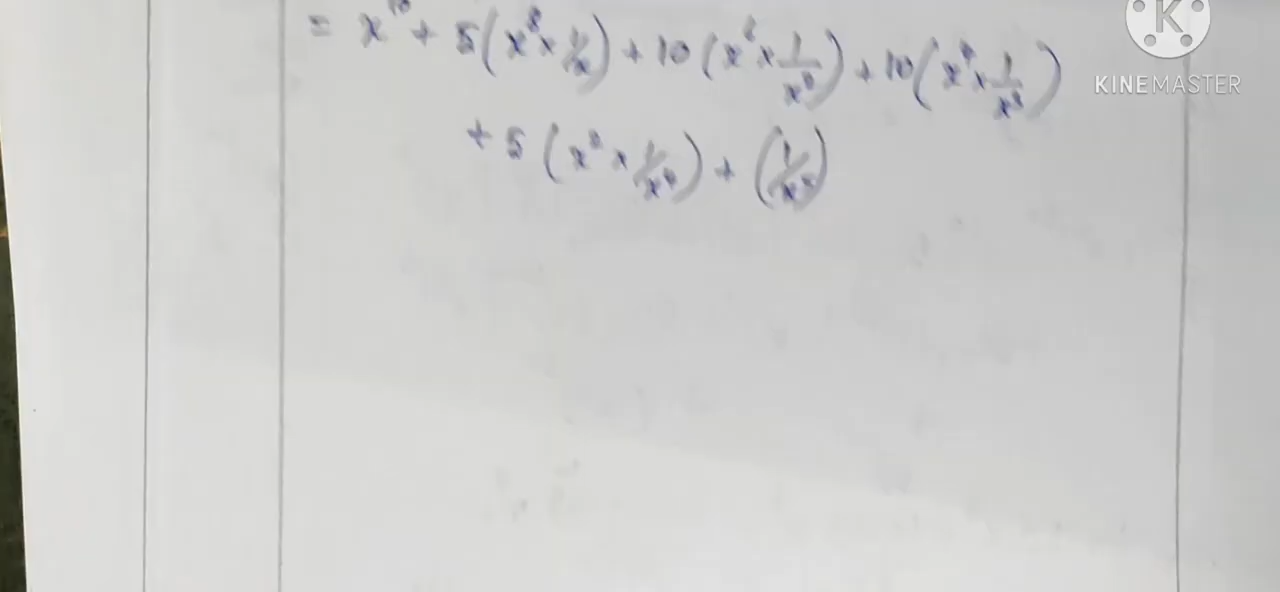 = x¹⁰ + 5(x⁸ × 1/x) + 10(x⁶ × 1/x²) + 10(x⁴ × 1/x³)
+ 5(x² × 1/x⁴) + (1/x⁵)
K
KINEMASTER